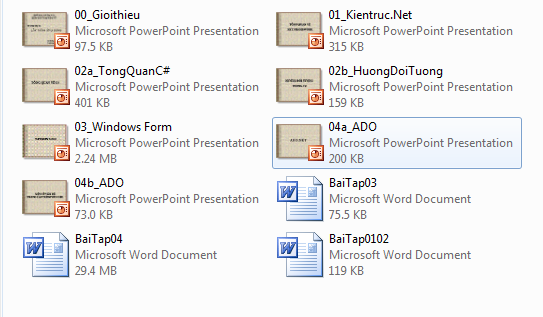 00_Gioithieu
Microsoft PowerPoint Presentation
97.5 KB
01_Kientruc.Net
Microsoft PowerPoint Presentation
315 KB
02a_TongQuanC#
Microsoft PowerPoint Presentation
401 KB
02b_HuongDoiTuong
Microsoft PowerPoint Presentation
159 KB
03_Windows Form
Microsoft PowerPoint Presentation
2.24 MB
04a_ADO
Microsoft PowerPoint Presentation
200 KB
04b_ADO
Microsoft PowerPoint Presentation
73.0 KB
BaiTap03
Microsoft Word Document
75.5 KB
BaiTap04
Microsoft Word Document
29.4 MB
BaiTap0102
Microsoft Word Document
119 KB